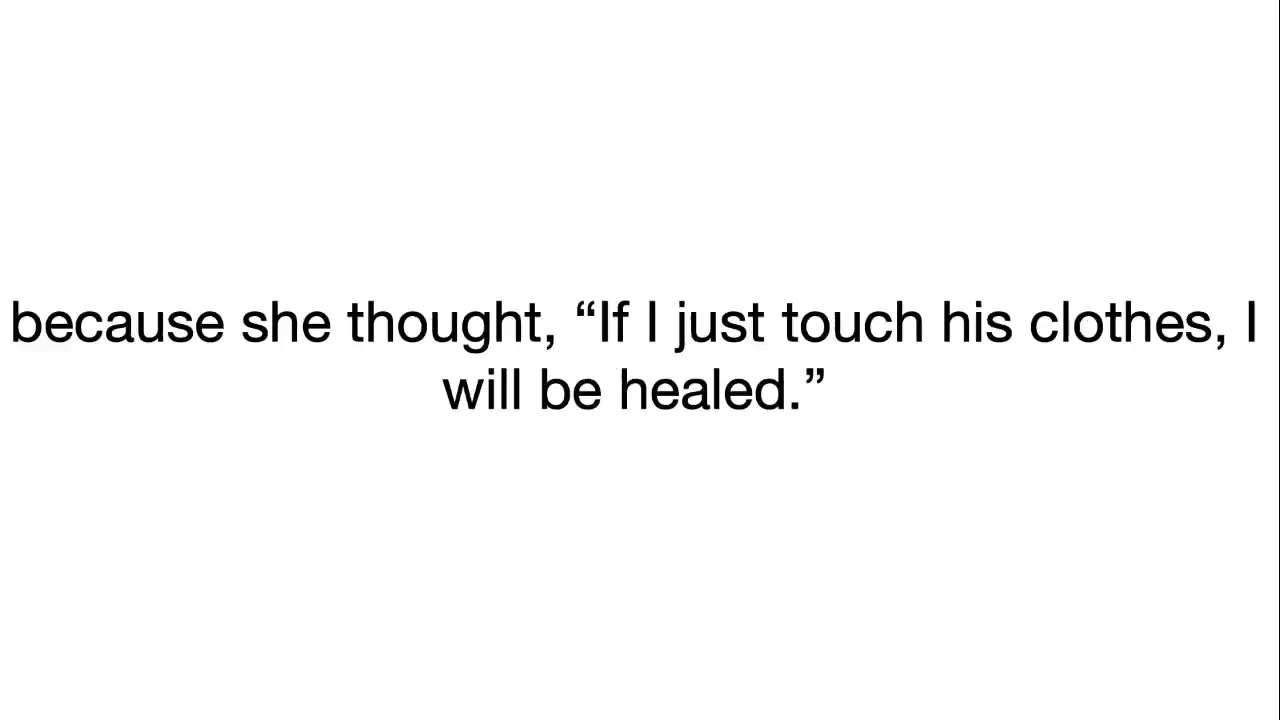 because she thought, “If I just touch his clothes, I
will be healed.”